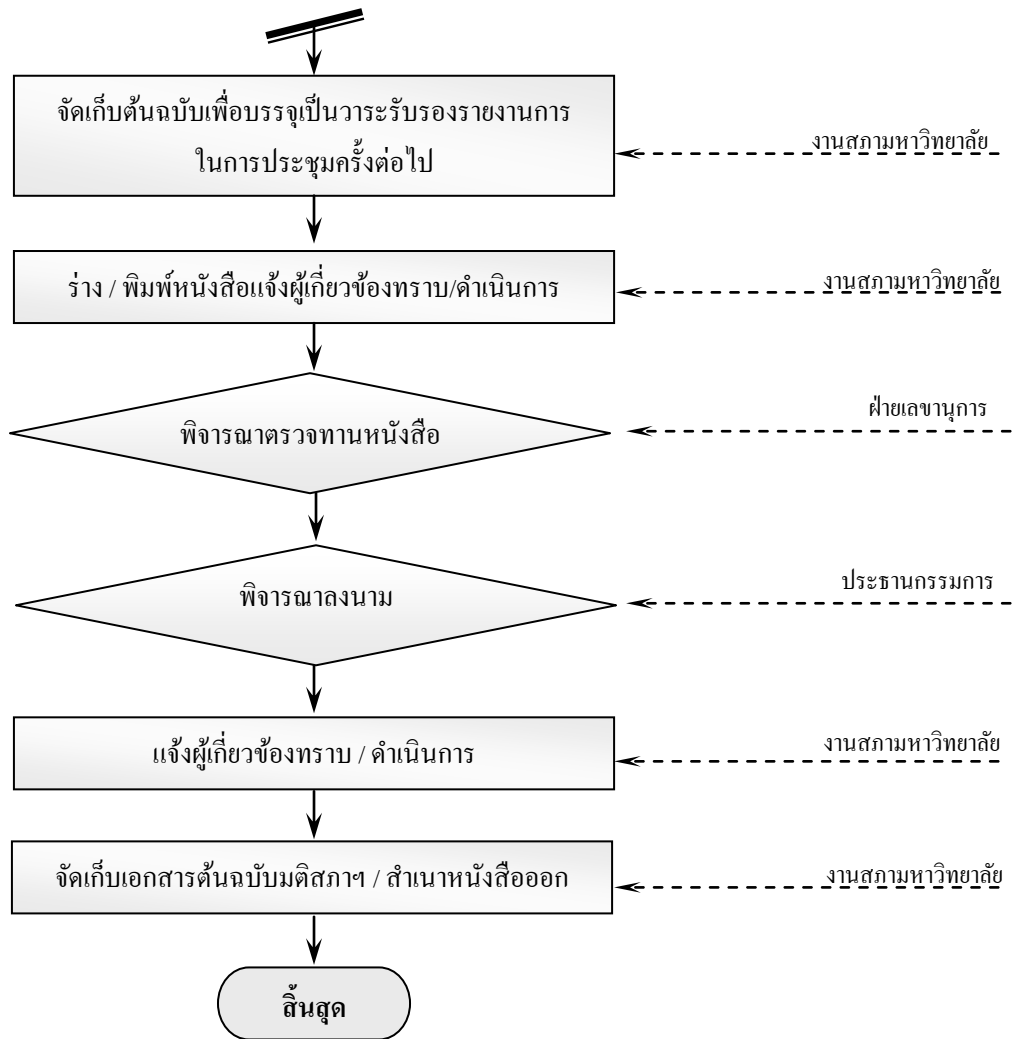 จัดเก็บต้นฉบับเพื่อบรรจุเป็นวาระรับรองรายงานการ
ในการประชุมครั้งต่อไป
งานสภามหาวิทยาลัย
ร่าง / พิมพ์หนังสือแจ้งผู้เกี่ยวข้องทราบ/ดำเนินการ
งานสภามหาวิทยาลัย
พิจารณาตรวจทานหนังสือ
ฝ่ายเลขานุการ
พิจารณาลงนาม
ประธานกรรมการ
แจ้งผู้เกี่ยวข้องทราบ / ดำเนินการ
งานสภามหาวิทยาลัย
จัดเก็บเอกสารต้นฉบับมติสภาฯ / สำเนาหนังสือออก
งานสภามหาวิทยาลัย
สิ้นสุด